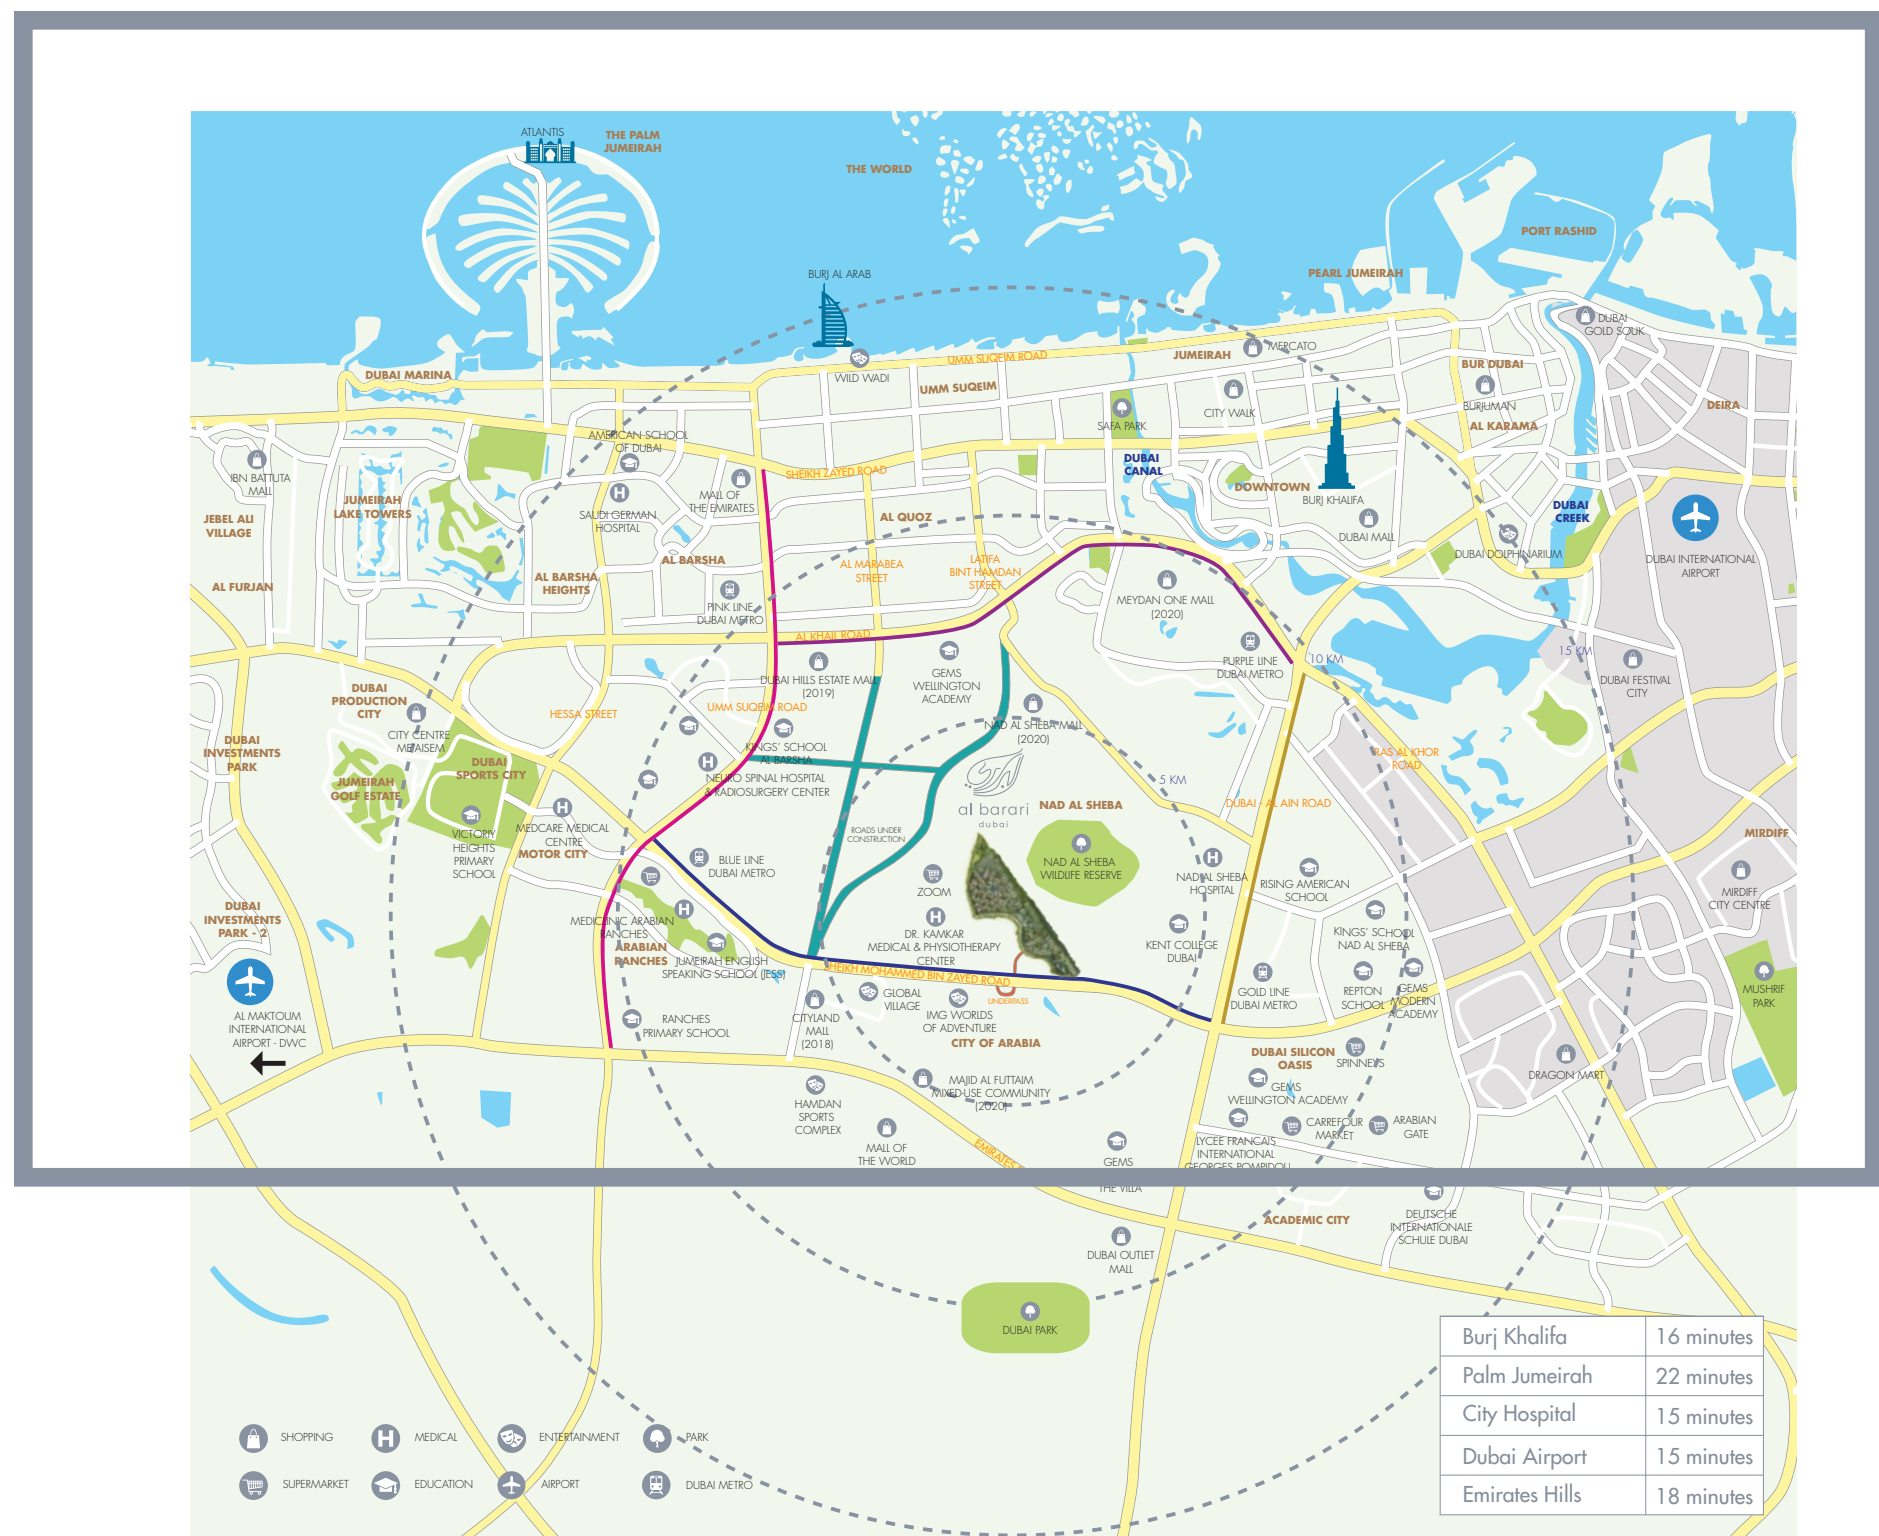 ATLANTIS
THE PALM
JUMEIRAH
THE WORLD
PORT RASHID
PEARL JUMEIRAH
BURJ AL ARAB
DUBAI
GOLD SOUK
DUBAI MARINA
WILD WADI
UMM SUQEIM ROAD
UMM SUQEIM
JUMEIRAH
MERCATO
BUR DUBAI
BURJUMAN
AL KARAMA
DEIRA
CITY WALK
SAFA PARK
AMERICAN SCHOOL
OF DUBAI
IBN BATTUTA
MALL
JUMEIRAH
LAKE TOWERS
JEBEL ALI
VILLAGE
SAUDI GERMAN
HOSPITAL
MALL OF
THE EMIRATES
SHEIKH ZAYED ROAD
DUBAI
CANAL
DOWNTOWN
BURJ KHALIFA
DUBAI MALL
DUBAI
CREEK
DUBAI DOLPHINARIUM
DUBAI INTERNATIONAL
AIRPORT
AL QUOZ
AL BARSHA
AL BARSHA
HEIGHTS
AL FURJAN
AL MARABEA
STREET
LATIFA
BINT HAMDAN
STREET
PINK LINE
DUBAI METRO
MEYDAN ONE MALL
(2020)
AL KHAIL ROAD
PURPLE LINE
DUBAI METRO
10 KM
15 KM
DUBAI FESTIVAL
CITY
DUBAI HILLS ESTATE MALL
(2019)
GEMS
WELLINGTON
ACADEMY
DUBAI
PRODUCTION
CITY
HESSA STREET
UMM SUQEIM ROAD
NAD AL SHEBA MALL
(2020)
CITY CENTRE
ME'AISEM
DUBAI
INVESTMENTS
PARK
DUBAI
SPORTS CITY
JUMEIRAH
GOLF ESTATE
KINGS' SCHOOL
AL BARSHA
NEURO SPINAL HOSPITAL
& RADIOSURGERY CENTER
RAS AL KHOR
ROAD
5 KM
al barari
dubai
NAD AL SHEBA
DUBAI - AL AIN ROAD
VICTORIY
HEIGHTS
PRIMARY
SCHOOL
MEDCARE MEDICAL
CENTRE
MOTOR CITY
ROADS UNDER
CONSTRUCTION
MIRDIFF
BLUE LINE
DUBAI METRO
NAD AL SHEBA
WILDLIFE RESERVE
NAD AL SHEBA
HOSPITAL
RISING AMERICAN
SCHOOL
MIRDIFF
CITY CENTRE
ZOOM
DUBAI
INVESTMENTS
PARK - 2
MEDICLINIC ARABIAN
RANCHES
ARABIAN
RANCHES
JUMEIRAH ENGLISH
SPEAKING SCHOOL (JESS)
DR. KAMKAR
MEDICAL & PHYSIOTHERAPY
CENTER
KENT COLLEGE
DUBAI
KINGS' SCHOOL
NAD AL SHEBA
SHEIKH MOHAMMED BIN ZAYED ROAD
UNDERPASS
GOLD LINE
DUBAI METRO
REPTON
SCHOOL
GEMS
MODERN
ACADEMY
MUSHRIF
PARK
AL MAKTOUM
INTERNATIONAL
AIRPORT - DWC
RANCHES
PRIMARY SCHOOL
CITYLAND
MALL
(2018)
GLOBAL
VILLAGE
IMG WORLDS
OF ADVENTURE
CITY OF ARABIA
DUBAI SILICON
OASIS
SPINNEYS
DRAGON MART
MAJID AL FUTTAIM
MIXED-USE COMMUNITY
(2020)
GEMS
WELLINGTON ACADEMY
HAMDAN
SPORTS
COMPLEX
CARREFOUR
MARKET
ARABIAN
GATE
MALL OF
THE WORLD
EMIRATES
GEMS
THE VILLA
LYCEE FRANCAIS
INTERNATIONAL
GEORGES POMPIDOU
ACADEMIC CITY
DEUTSCHE
INTERNATIONALE
SCHULE DUBAI
DUBAI OUTLET
MALL
DUBAI PARK
Burj Khalifa 16 minutes
Palm Jumeirah 22 minutes
City Hospital 15 minutes
Dubai Airport 15 minutes
Emirates Hills 18 minutes
SHOPPING MEDICAL ENTERTAINMENT PARK
SUPERMARKET EDUCATION AIRPORT DUBAI METRO